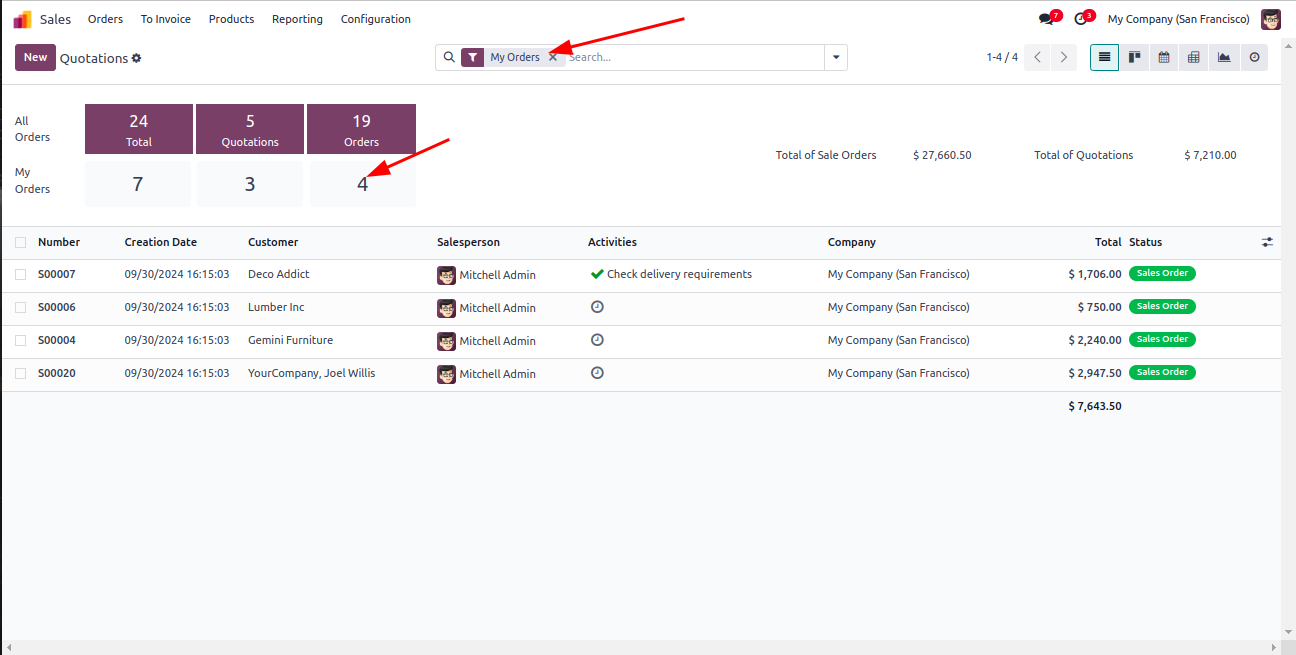 Sales Orders To Invoice Products Reporting Configuration 7 3 My Company (San Francisco)
New Quotations My Orders Search... 1-4 / 4
All Orders 24 Total 5 Quotations 19 Orders
Total of Sale Orders $ 27,660.50 Total of Quotations $ 7,210.00
My Orders 7 3 4
Number Creation Date Customer Salesperson Activities Company Total Status
S00007 09/30/2024 16:15:03 Deco Addict Mitchell Admin Check delivery requirements My Company (San Francisco) $ 1,706.00 Sales Order
S00006 09/30/2024 16:15:03 Lumber Inc Mitchell Admin My Company (San Francisco) $ 750.00 Sales Order
S00004 09/30/2024 16:15:03 Gemini Furniture Mitchell Admin My Company (San Francisco) $ 2,240.00 Sales Order
S00020 09/30/2024 16:15:03 YourCompany, Joel Willis Mitchell Admin My Company (San Francisco) $ 2,947.50 Sales Order
$ 7,643.50